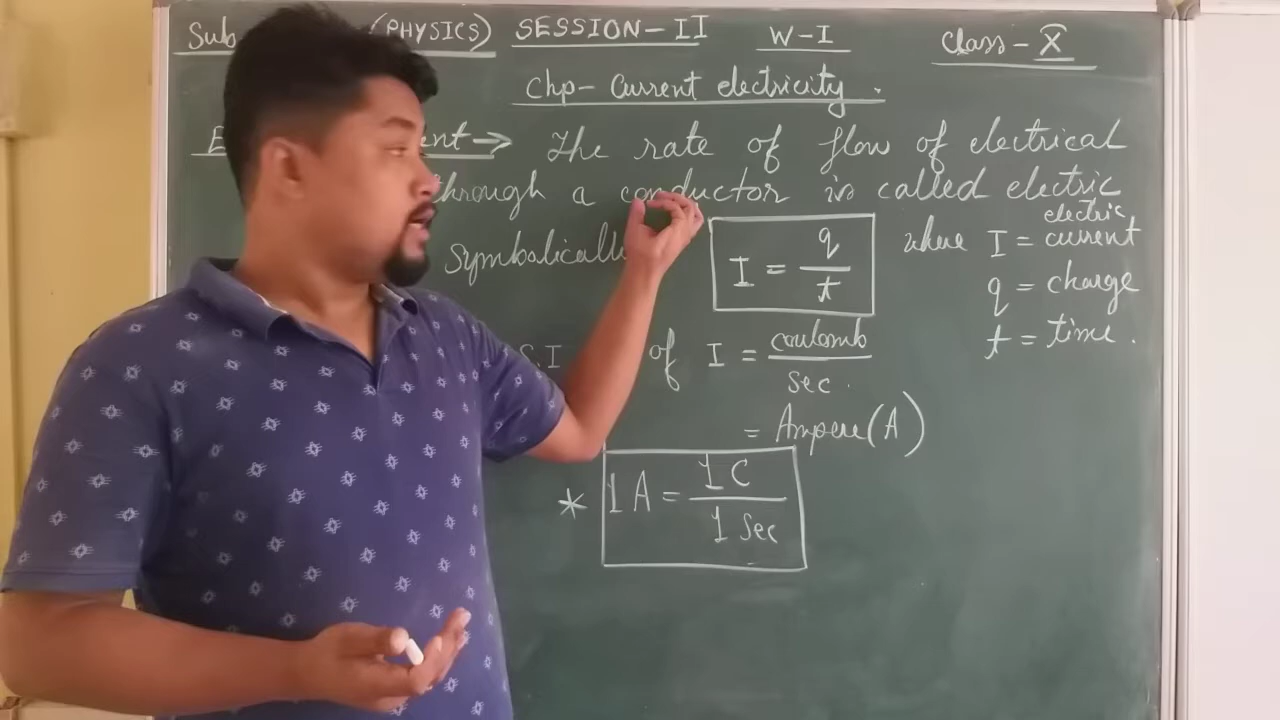 Sub (PHYSICS) SESSION-II W-I Class-X
Chp- Current electricity.
→ The rate of flow of electrical
through a conductor is called electric
Symbolically I = q/t where I = electric current
q = charge
t = time.
S.I of I = coulomb/sec.
= Ampere(A)
* 1 A = 1 C/1 Sec